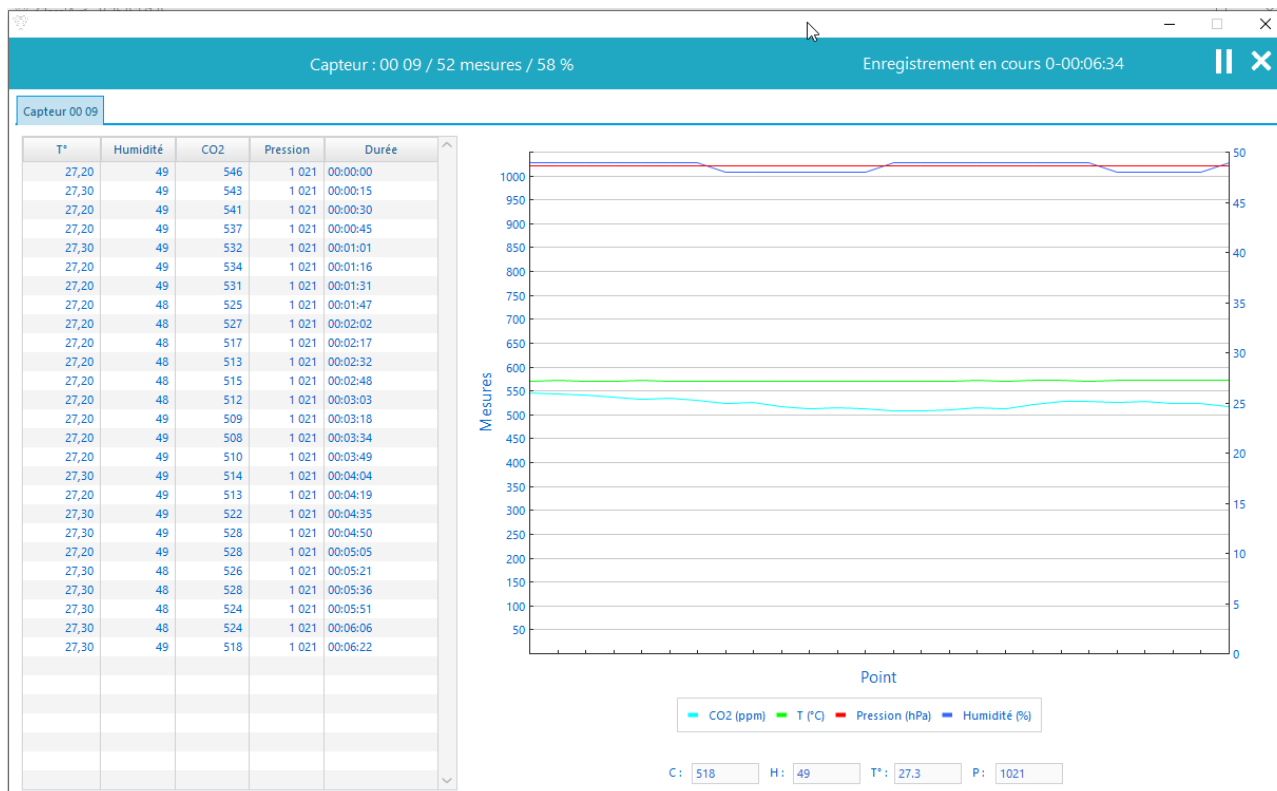 Capteur : 00 09 / 52 mesures / 58 %
Enregistrement en cours 0-00:06:34
Capteur 00 09
T° Humidité CO2 Pression Durée
27,20 49 546 1 021 00:00:00
27,30 49 543 1 021 00:00:15
27,20 49 541 1 021 00:00:30
27,20 49 537 1 021 00:00:45
27,30 49 532 1 021 00:01:01
27,20 49 534 1 021 00:01:16
27,20 49 531 1 021 00:01:31
27,20 48 525 1 021 00:01:47
27,20 48 527 1 021 00:02:02
27,20 48 517 1 021 00:02:17
27,20 48 513 1 021 00:02:32
27,20 48 515 1 021 00:02:48
27,20 48 512 1 021 00:03:03
27,20 49 509 1 021 00:03:18
27,20 49 508 1 021 00:03:34
27,20 49 510 1 021 00:03:49
27,30 49 514 1 021 00:04:04
27,20 49 513 1 021 00:04:19
27,30 49 522 1 021 00:04:35
27,30 49 528 1 021 00:04:50
27,20 49 528 1 021 00:05:05
27,30 48 526 1 021 00:05:21
27,30 48 528 1 021 00:05:36
27,30 48 524 1 021 00:05:51
27,30 48 524 1 021 00:06:06
27,30 49 518 1 021 00:06:22
Mesures
1000
950
900
850
800
750
700
650
600
550
500
450
400
350
300
250
200
150
100
50
50
45
40
35
30
25
20
15
10
5
0
Point
CO2 (ppm) T (°C) Pression (hPa) Humidité (%)
C : 518 H : 49 T° : 27.3 P : 1021